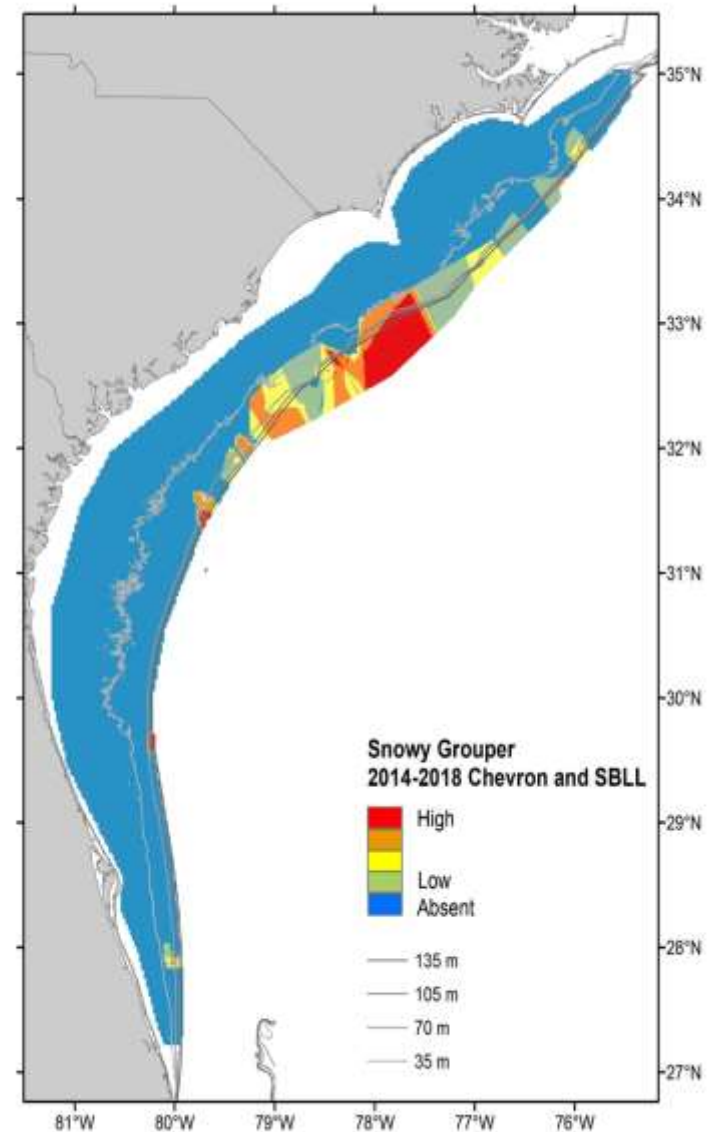 35°N
34°N
33°N
32°N
31°N
30°N
Snowy Grouper
2014-2018 Chevron and SBLL
High
29°N
Low
Absent
28°N
135 m
105 m
70 m
35 m
27°N
81°W 80°W 79°W 78°W 77°W 76°W